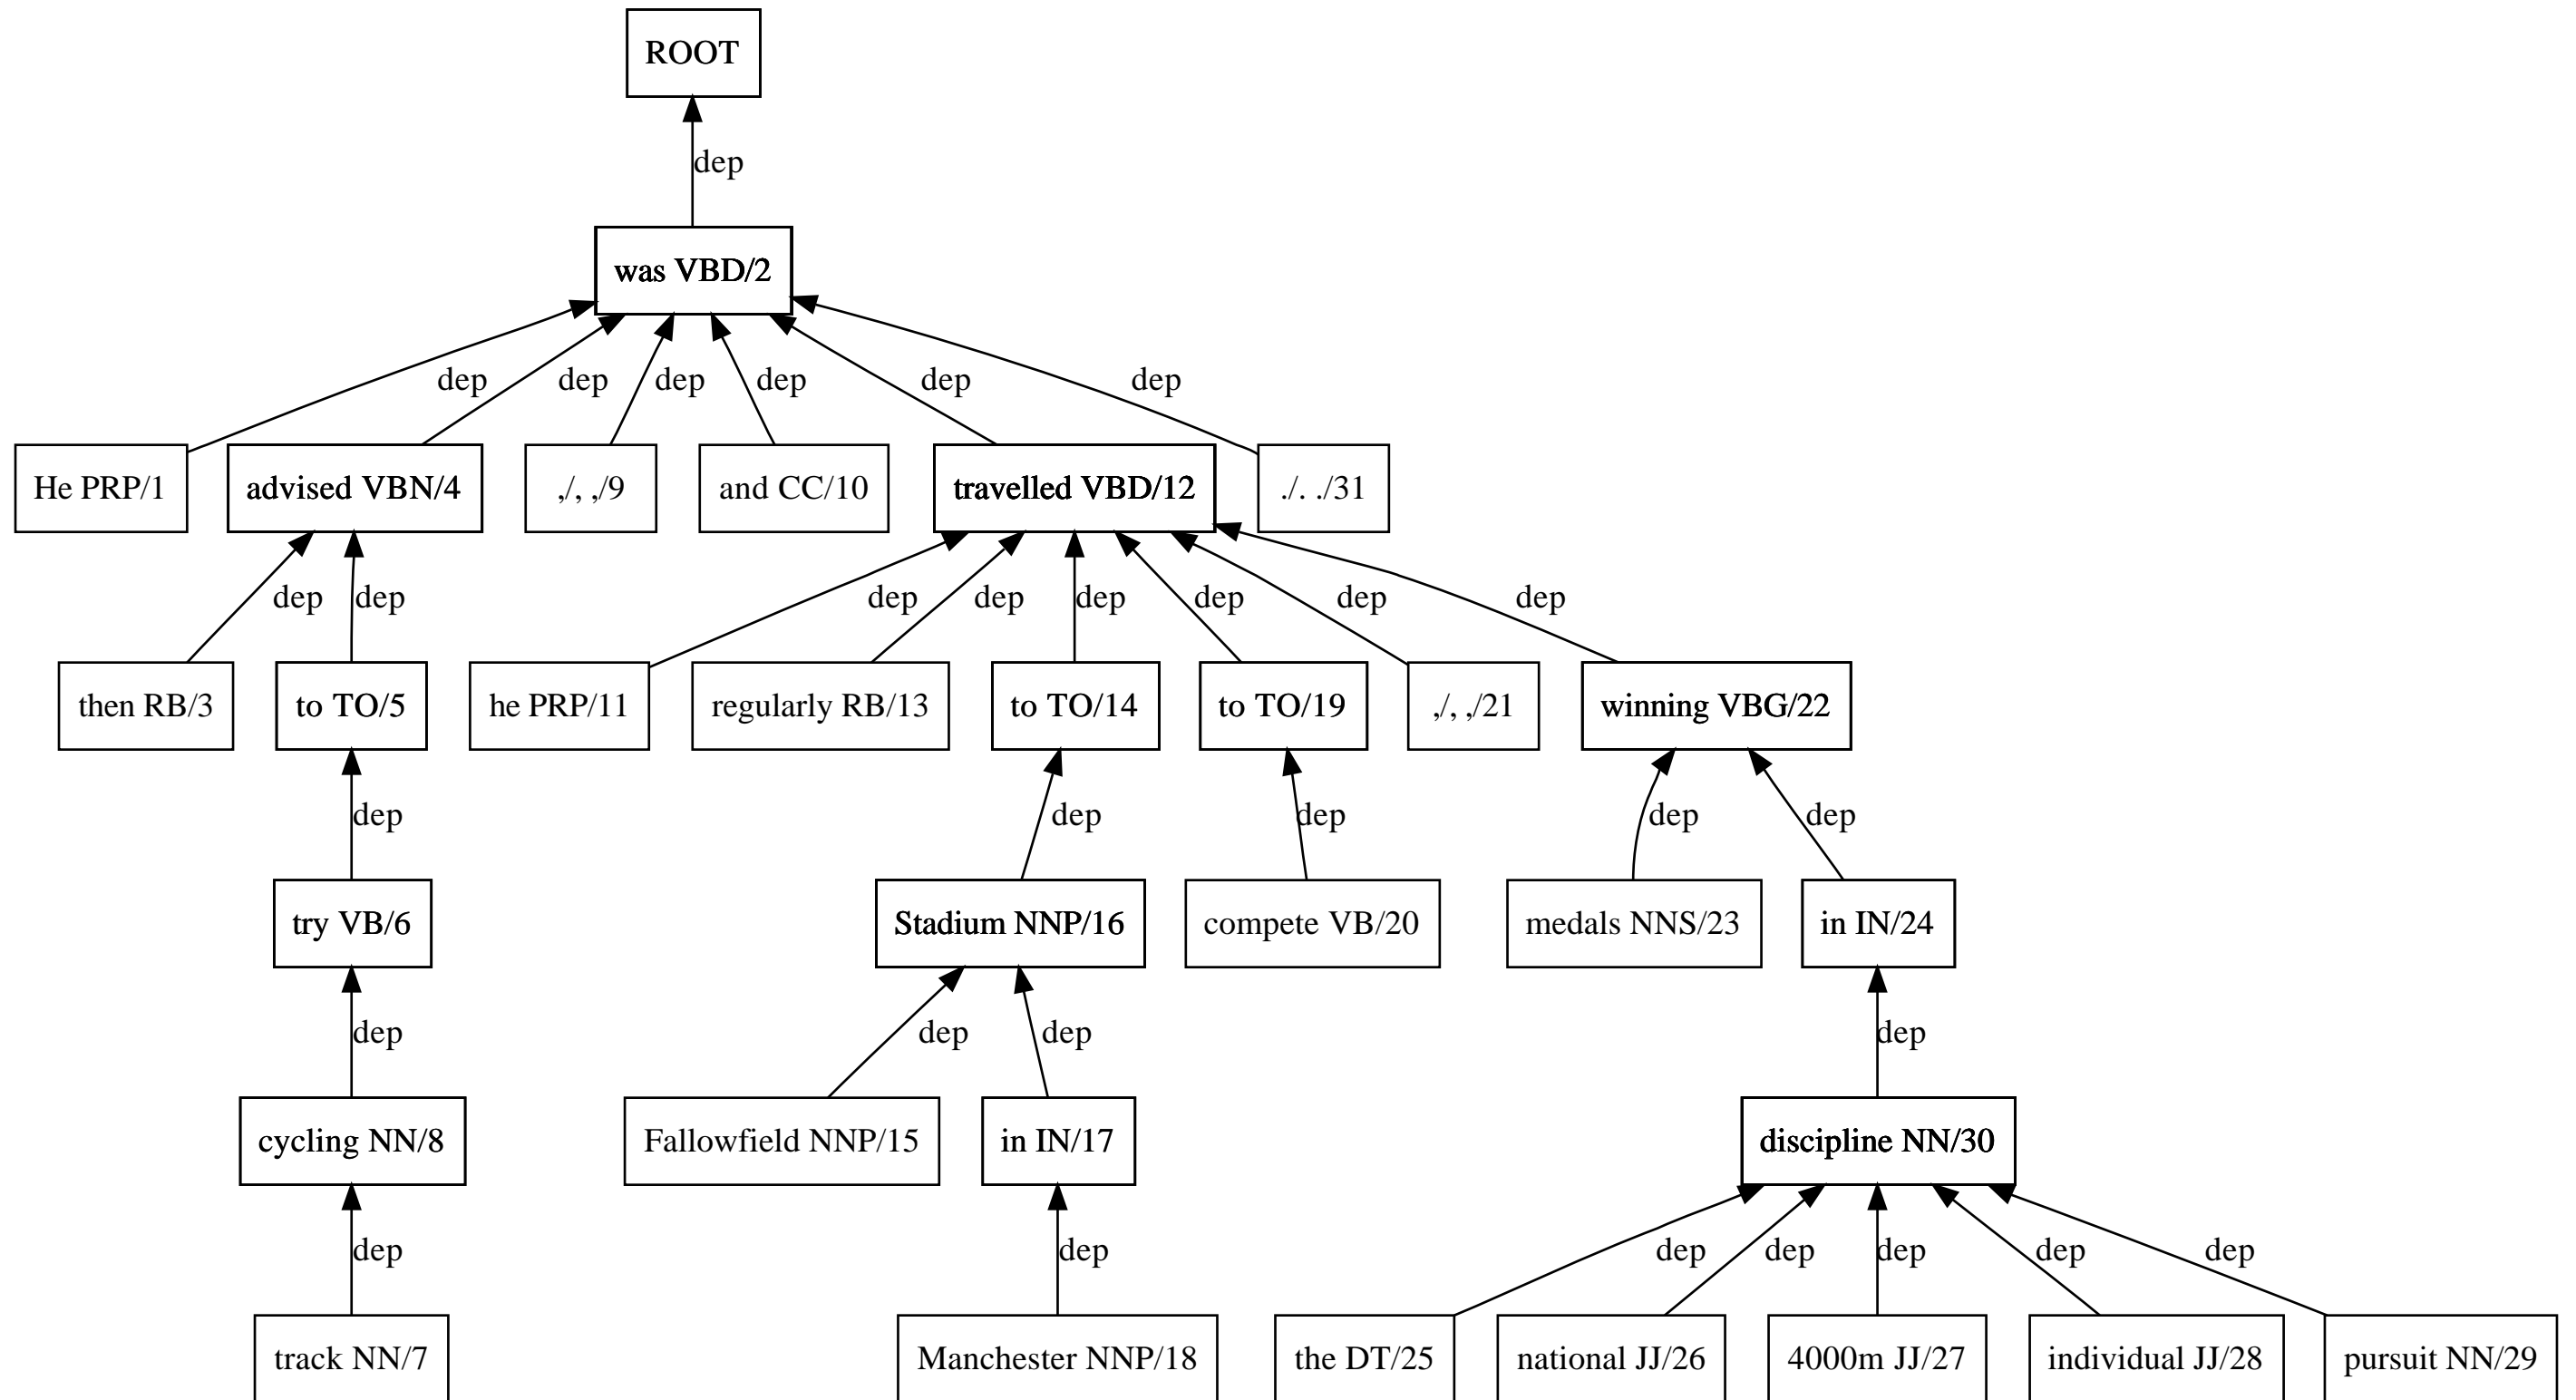 ROOT
dep
was VBD/2
dep dep dep dep dep dep
He PRP/1 advised VBN/4 ,/, ,/9 and CC/10 travelled VBD/12 ./. ./31
dep dep dep dep dep dep dep dep
then RB/3 to TO/5 he PRP/11 regularly RB/13 to TO/14 to TO/19 ,/, ,/21 winning VBG/22
dep dep dep dep dep
try VB/6 Stadium NNP/16 compete VB/20 medals NNS/23 in IN/24
dep dep dep dep
cycling NN/8 Fallowfield NNP/15 in IN/17 discipline NN/30
dep dep dep dep dep dep dep
track NN/7 Manchester NNP/18 the DT/25 national JJ/26 4000m JJ/27 individual JJ/28 pursuit NN/29